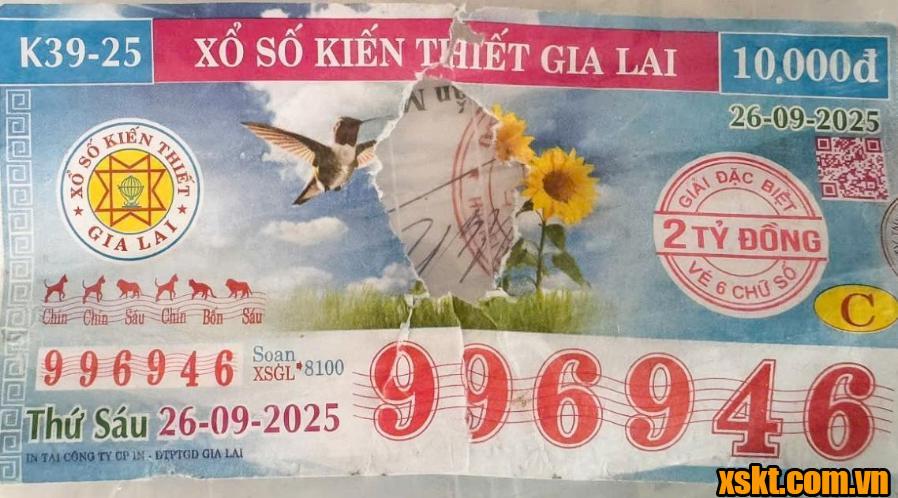 K39-25
XỔ SỐ KIẾN THIẾT GIA LAI
10,000đ
26-09-2025
XỔ SỐ KIẾN THIẾT
GIA LAI
GIẢI ĐẶC BIỆT
2 TỶ ĐỒNG
VÉ 6 CHỮ SỐ
C
Chín Chín Sáu Chín Bốn Sáu
996946
Soạn
XSGL 8100
996946
Thứ Sáu 26-09-2025
IN TẠI CÔNG TY CP IN - ĐTPTGD GIA LAI
xskt.com.vn